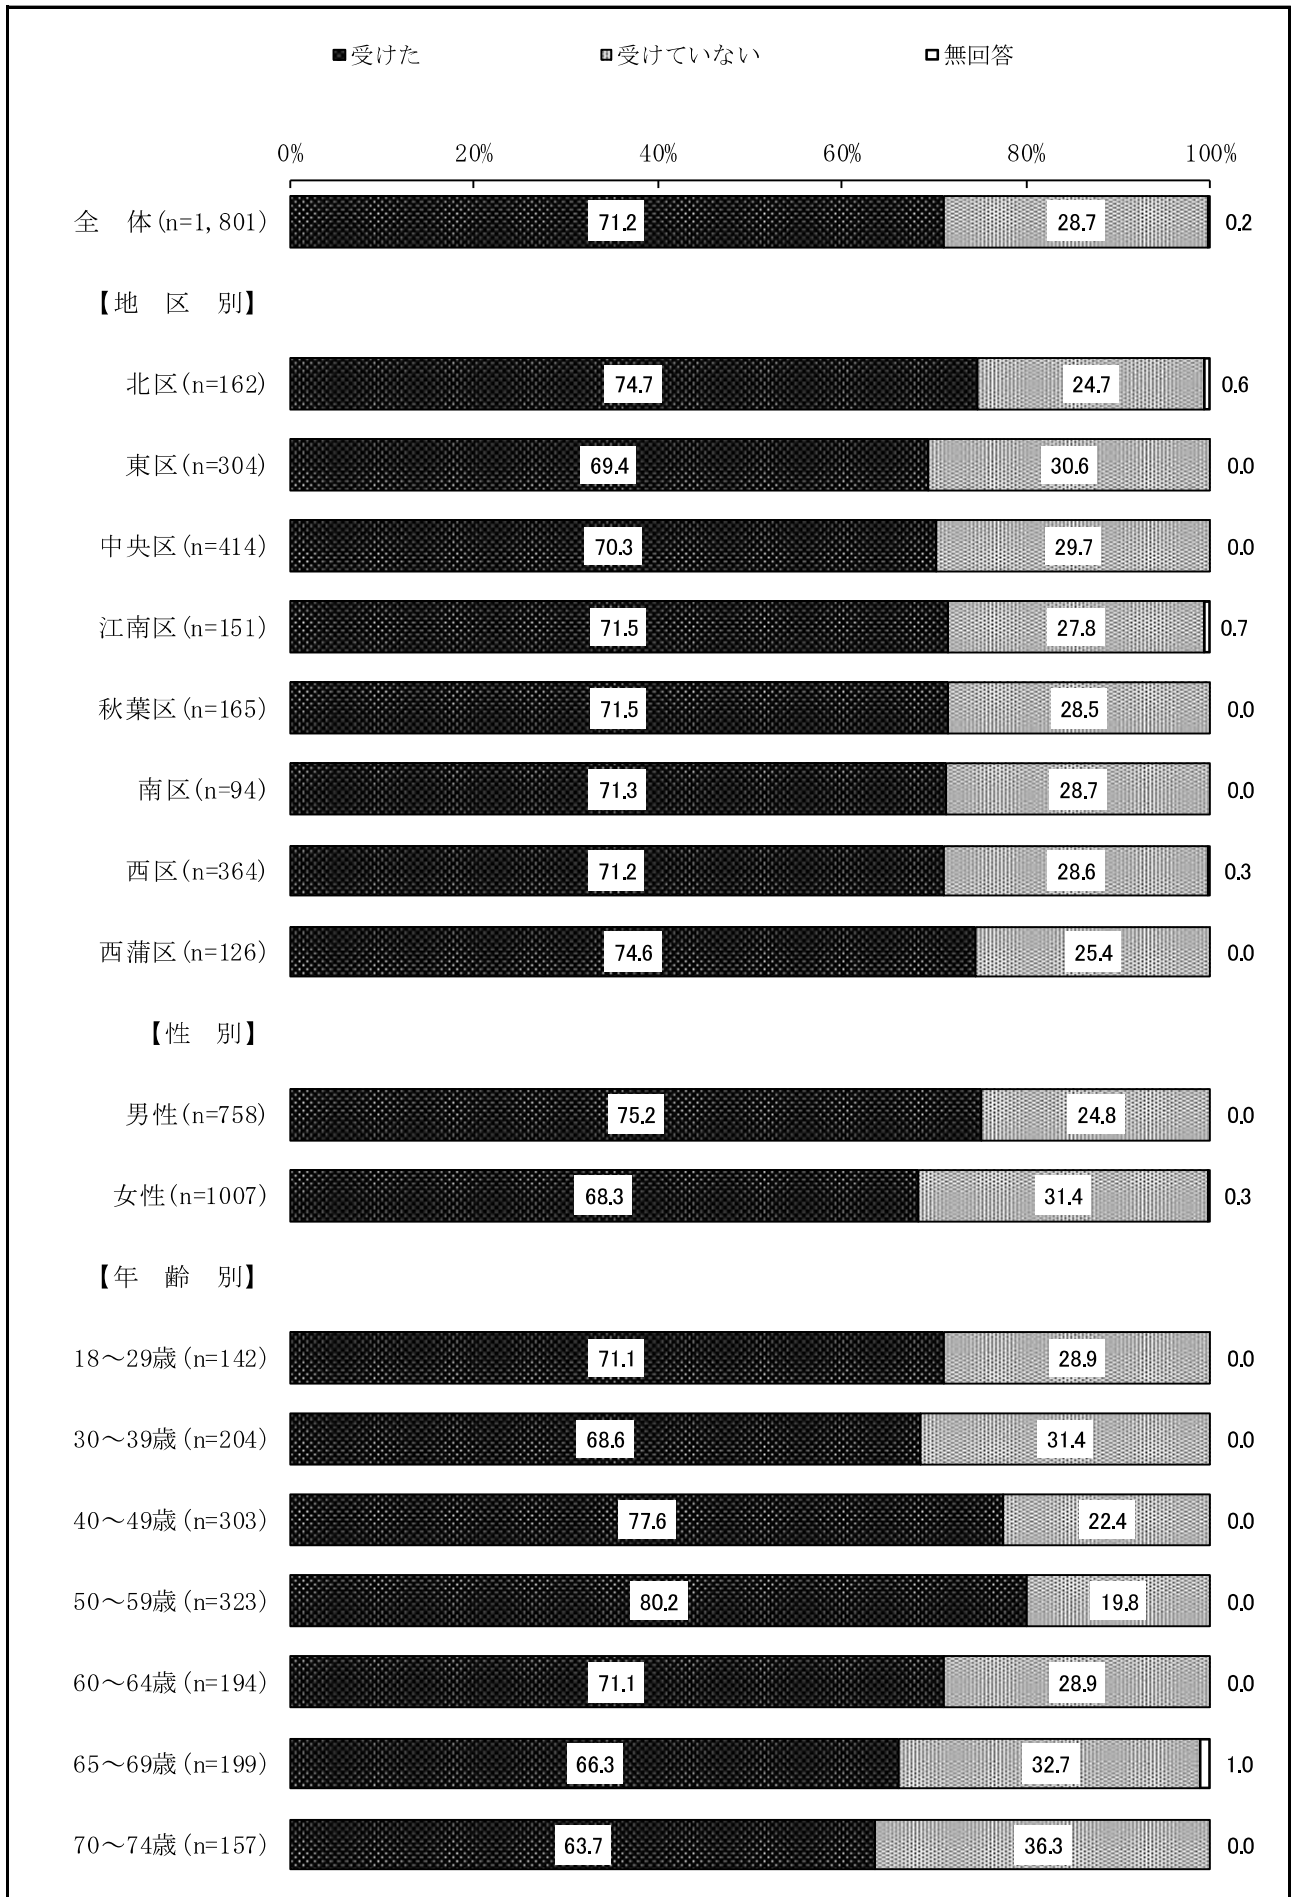 ■受けた ▥受けていない □無回答
0% 20% 40% 60% 80% 100%
全　体(n=1,801) 71.2 28.7 0.2
【地　区　別】
北区(n=162) 74.7 24.7 0.6
東区(n=304) 69.4 30.6 0.0
中央区(n=414) 70.3 29.7 0.0
江南区(n=151) 71.5 27.8 0.7
秋葉区(n=165) 71.5 28.5 0.0
南区(n=94) 71.3 28.7 0.0
西区(n=364) 71.2 28.6 0.3
西蒲区(n=126) 74.6 25.4 0.0
【性　別】
男性(n=758) 75.2 24.8 0.0
女性(n=1007) 68.3 31.4 0.3
【年　齢　別】
18～29歳(n=142) 71.1 28.9 0.0
30～39歳(n=204) 68.6 31.4 0.0
40～49歳(n=303) 77.6 22.4 0.0
50～59歳(n=323) 80.2 19.8 0.0
60～64歳(n=194) 71.1 28.9 0.0
65～69歳(n=199) 66.3 32.7 1.0
70～74歳(n=157) 63.7 36.3 0.0